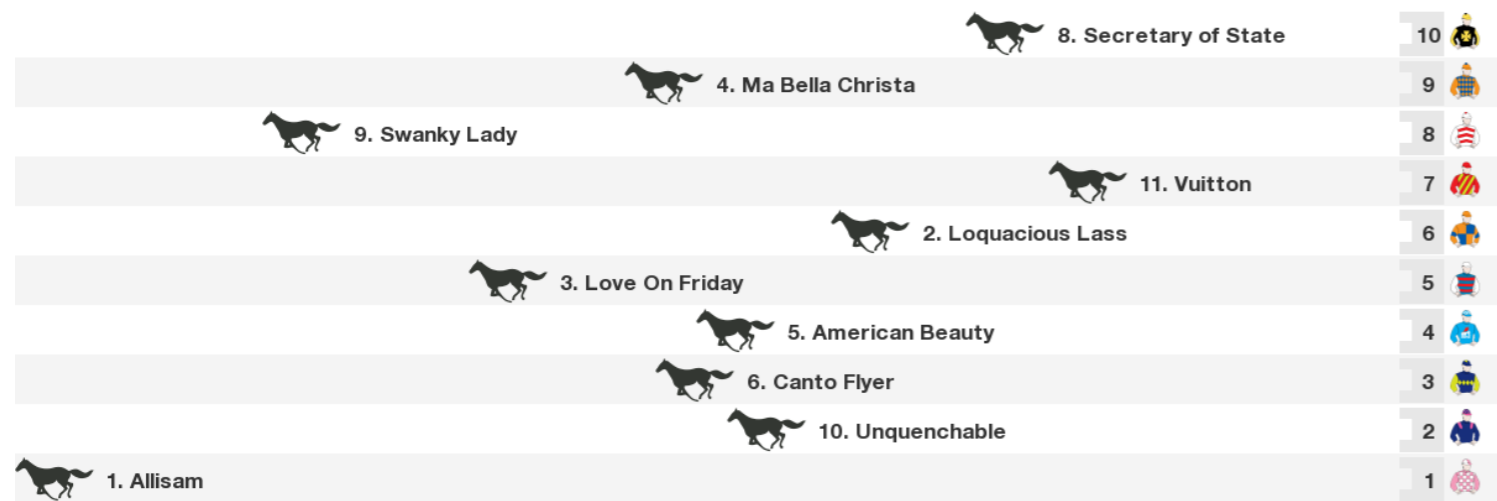 8. Secretary of State 10
4. Ma Bella Christa 9
9. Swanky Lady 8
11. Vuitton 7
2. Loquacious Lass 6
3. Love On Friday 5
5. American Beauty 4
6. Canto Flyer 3
10. Unquenchable 2
1. Allisam 1